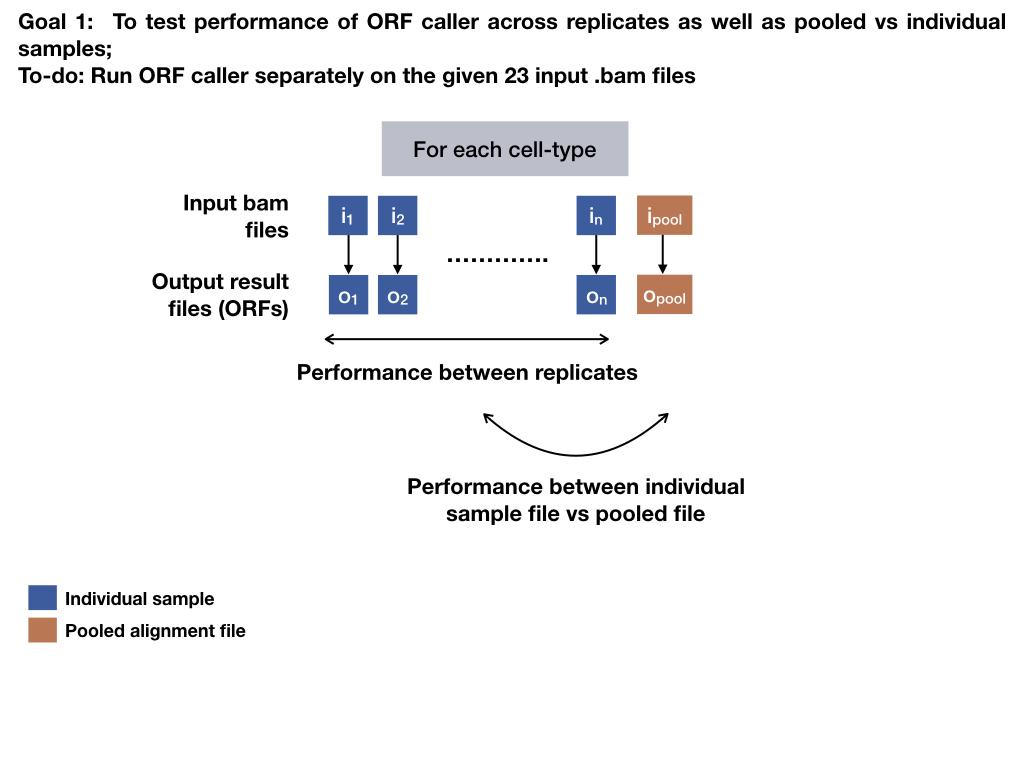 Goal 1: To test performance of ORF caller across replicates as well as pooled vs individual
samples;
To-do: Run ORF caller separately on the given 23 input .bam files
For each cell-type
Input bam
files
i1 i2 in ipool
.............
Output result
files (ORFs)
o1 o2 on opool
Performance between replicates
Performance between individual
sample file vs pooled file
Individual sample
Pooled alignment file